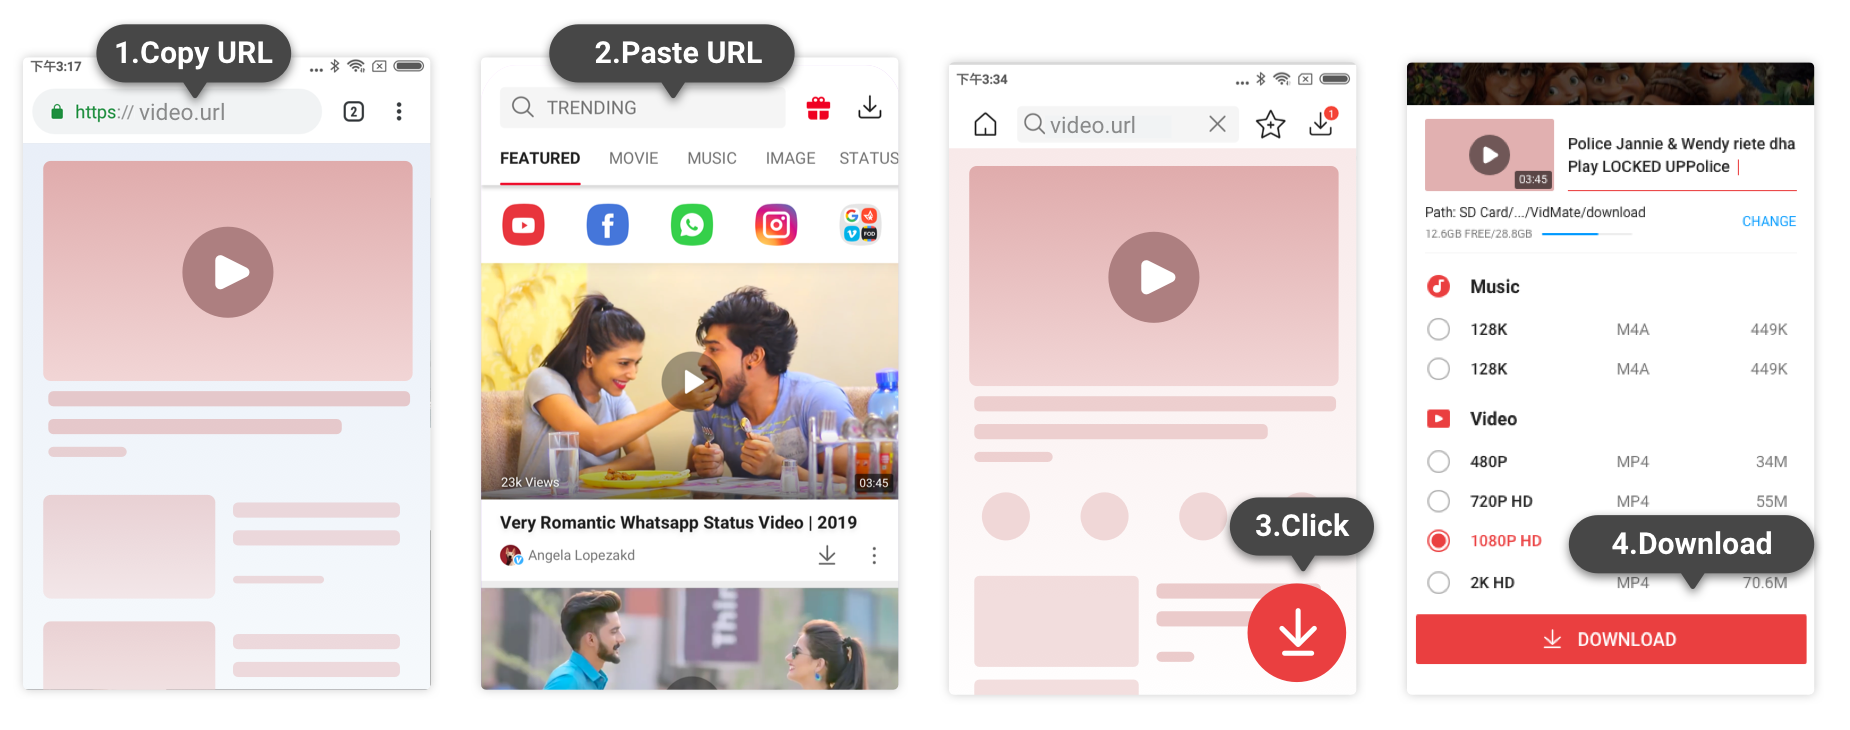 1.Copy URL
下午3:17
https:// video.url
2
2.Paste URL
TRENDING
FEATURED MOVIE MUSIC IMAGE STATUS
G
FOD
23k Views
03:45
Very Romantic Whatsapp Status Video | 2019
Angela Lopezakd
Thin
下午3:34
video.url
1
3.Click
03:45
Police Jannie & Wendy riete dha
Play LOCKED UPPolice
Path: SD Card/.../VidMate/download
12.6GB FREE/28.8GB
CHANGE
Music
128K M4A 449K
128K M4A 449K
Video
480P MP4 34M
720P HD MP4 55M
1080P HD
4.Download
2K HD MP4 70.6M
DOWNLOAD